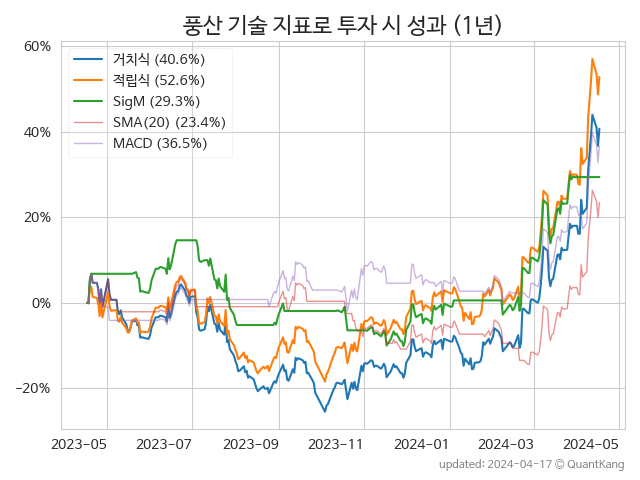 풍산 기술 지표로 투자 시 성과 (1년)
60%
40%
20%
0%
−20%
거치식 (40.6%)
적립식 (52.6%)
SigM (29.3%)
SMA(20) (23.4%)
MACD (36.5%)
2023-05 2023-07 2023-09 2023-11 2024-01 2024-03 2024-05
updated: 2024-04-17 ⓒ QuantKang